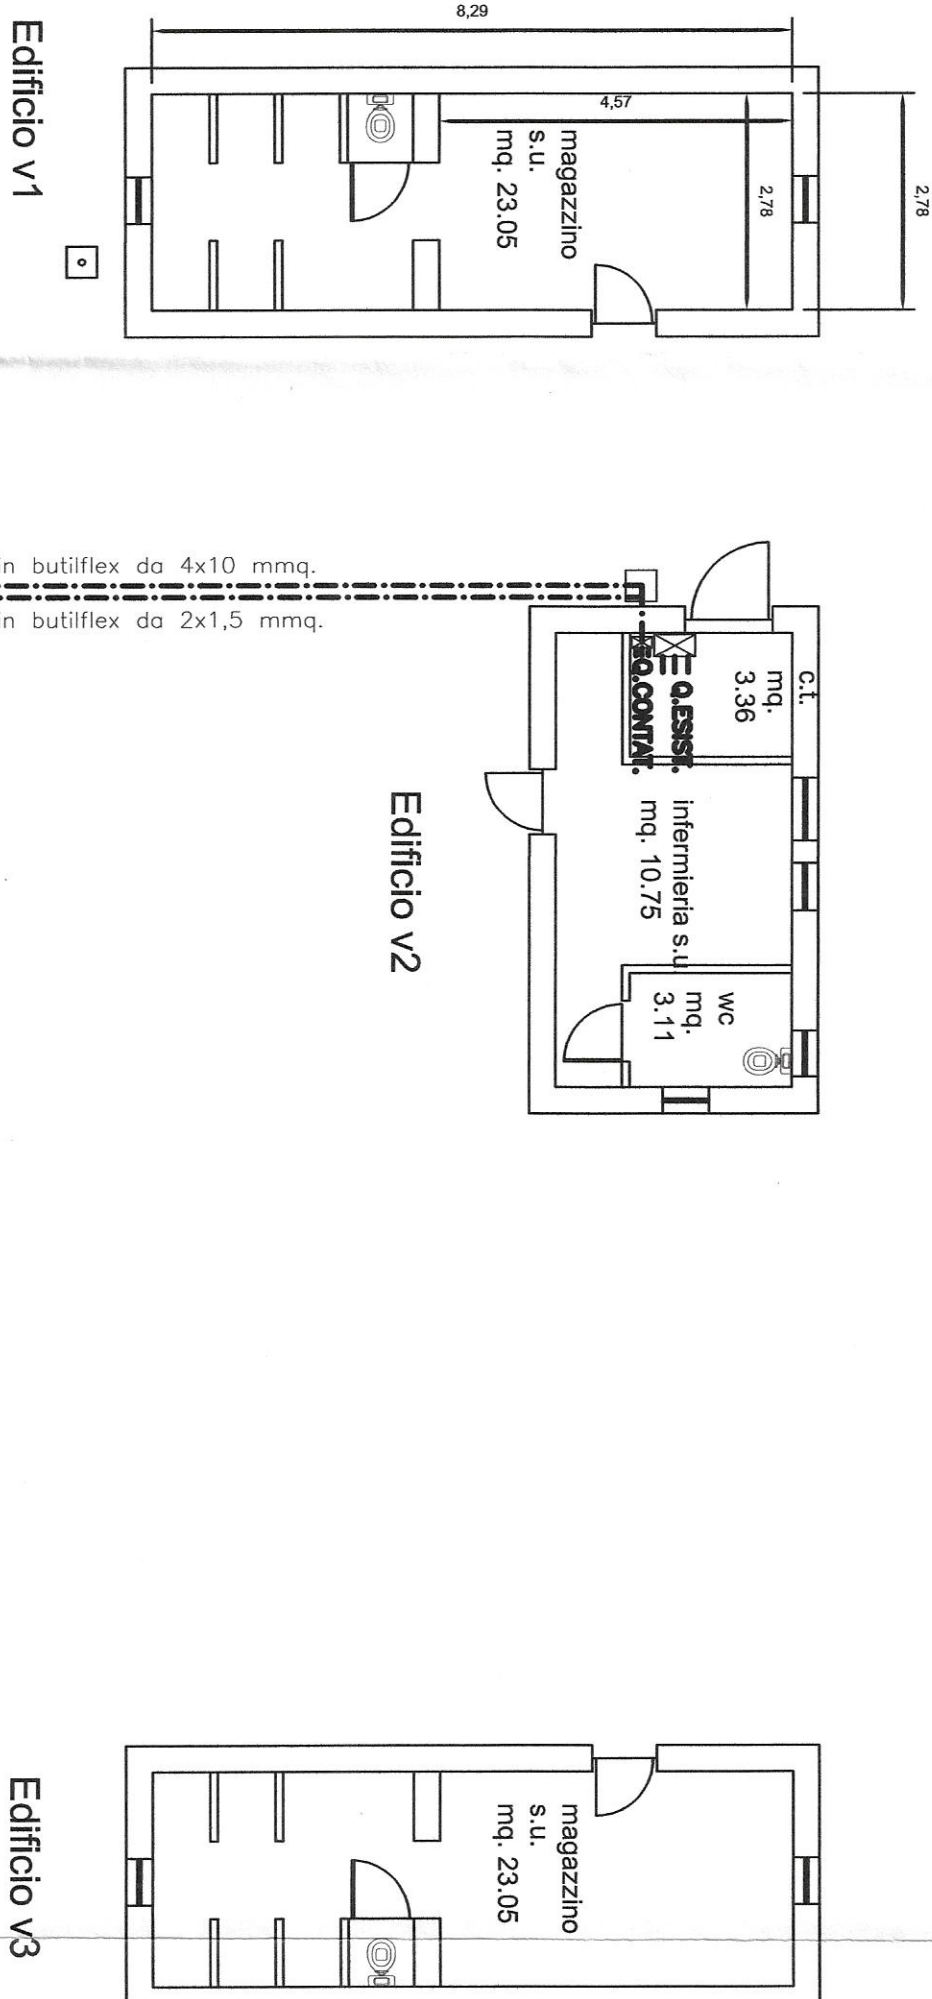 8,29
2,78
4,57
2,78
magazzino
s.u.
mq. 23.05
Edificio v1
in butilflex da 4x10 mmq.
in butilflex da 2x1,5 mmq.
c.t.
mq.
3.36
Q.ESIST.
Q.CONTAT.
infermieria s.u
mq. 10.75
wc
mq.
3.11
Edificio v2
magazzino
s.u.
mq. 23.05
Edificio v3